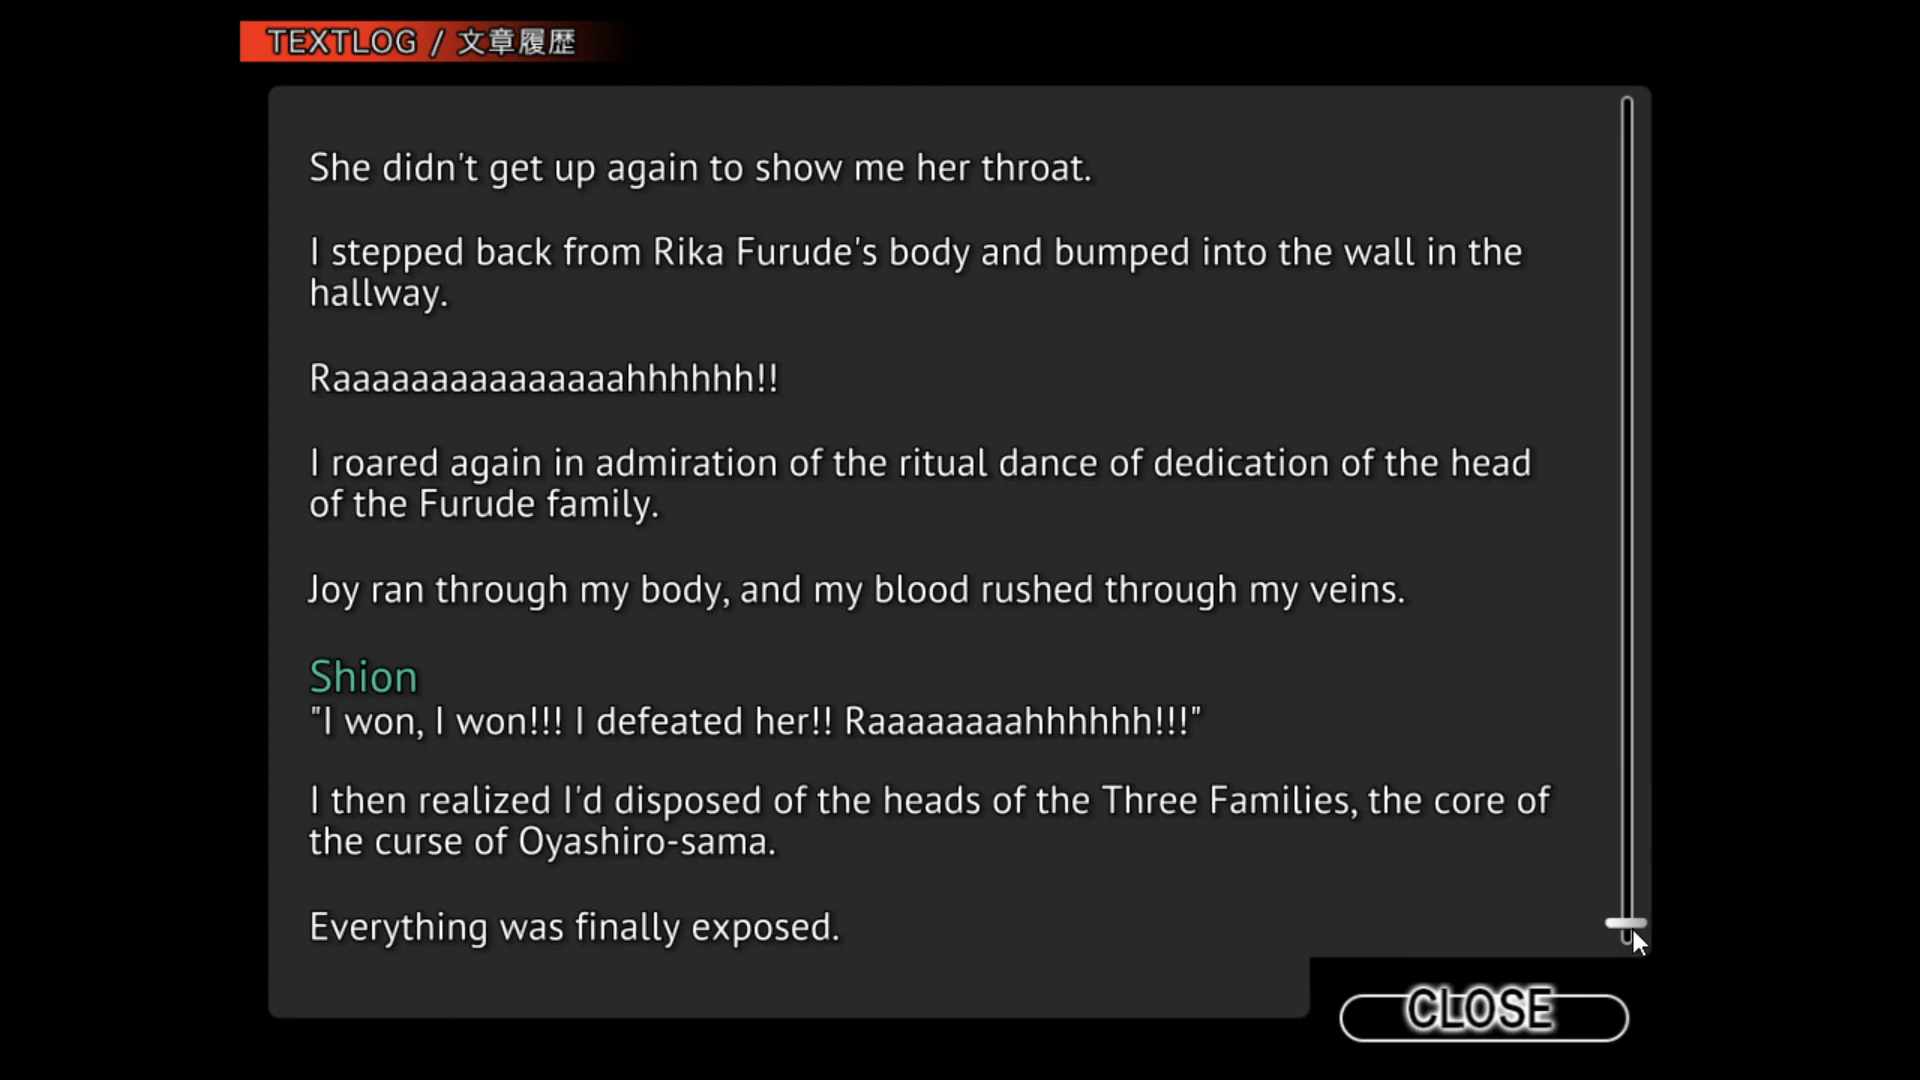 TEXTLOG / 文章履歴
She didn't get up again to show me her throat.
I stepped back from Rika Furude's body and bumped into the wall in the
hallway.
Raaaaaaaaaaaaaaahhhhhh!!
I roared again in admiration of the ritual dance of dedication of the head
of the Furude family.
Joy ran through my body, and my blood rushed through my veins.
Shion
"I won, I won!!! I defeated her!! Raaaaaaaahhhhhh!!!"
I then realized I'd disposed of the heads of the Three Families, the core of
the curse of Oyashiro-sama.
Everything was finally exposed.
CLOSE